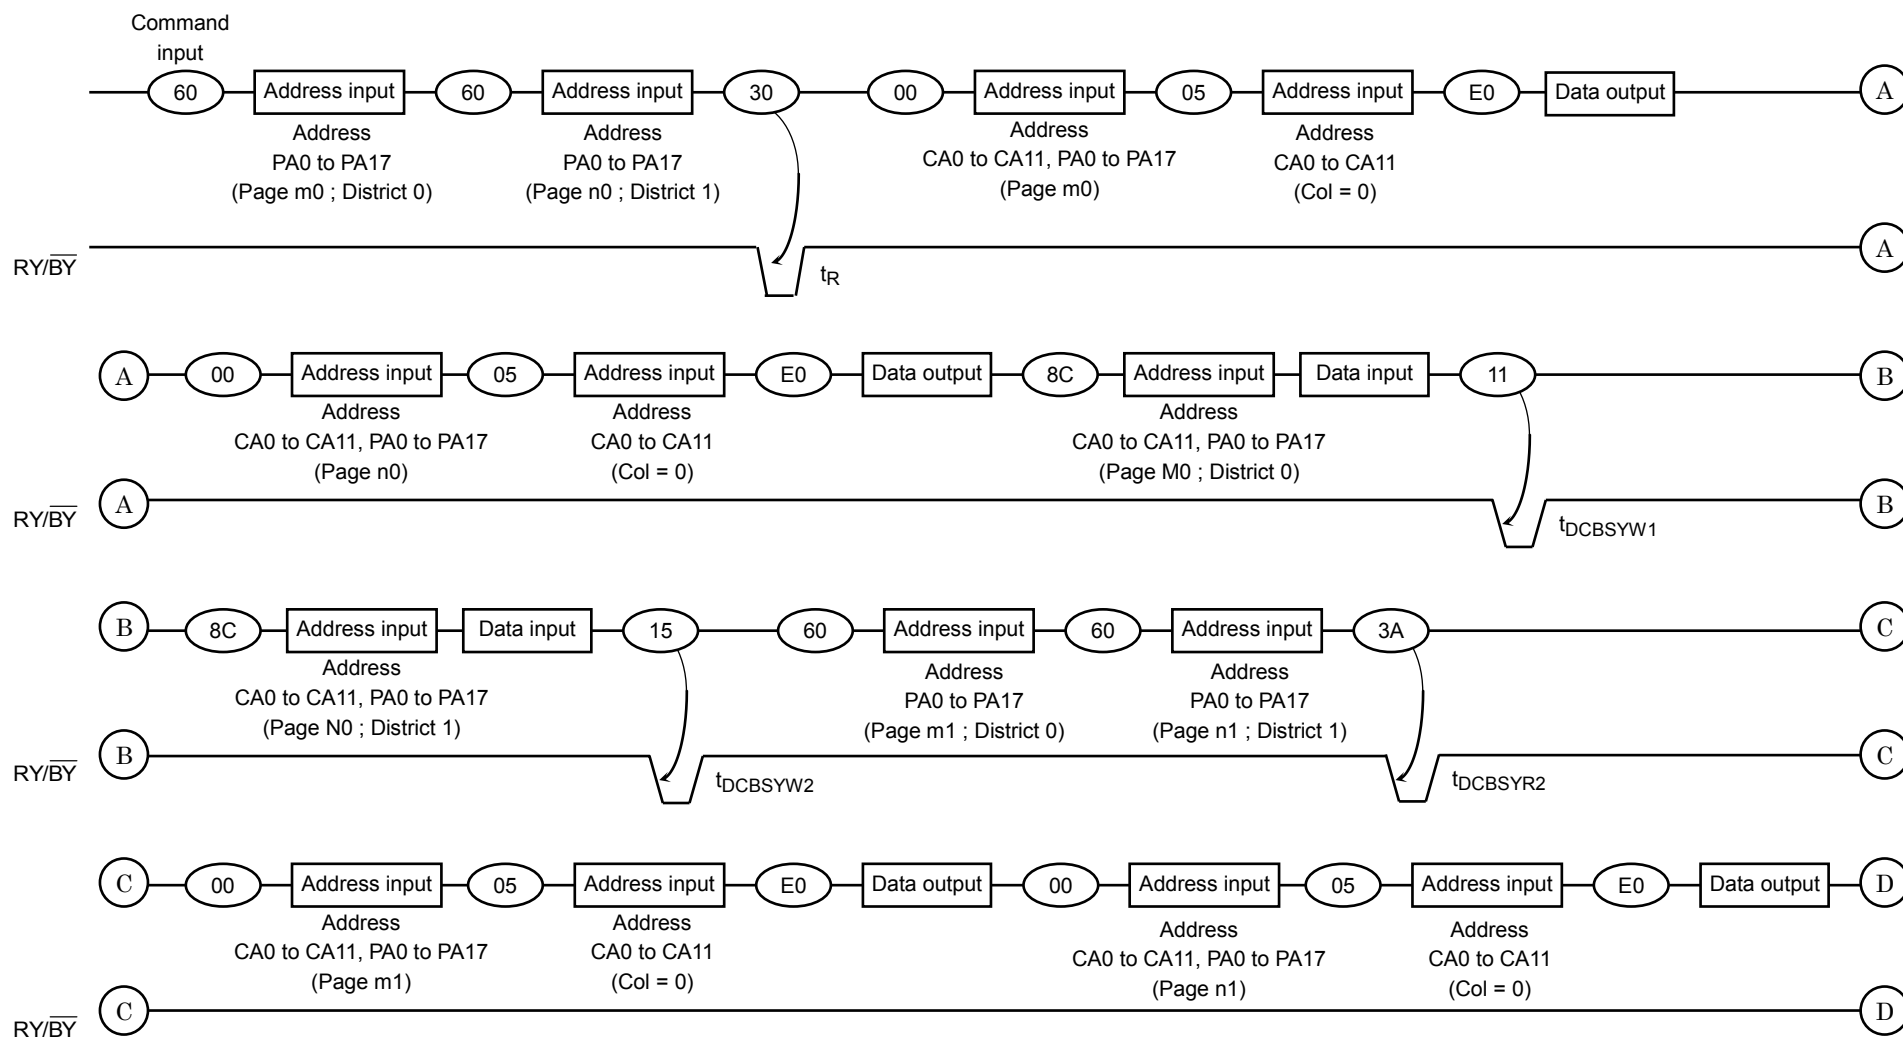 Command
input
60 Address input 60 Address input 30 00 Address input 05 Address input E0 Data output A
Address Address Address Address
PA0 to PA17 PA0 to PA17 CA0 to CA11, PA0 to PA17 CA0 to CA11
(Page m0 ; District 0) (Page n0 ; District 1) (Page m0) (Col = 0)
RY/BY tR A
A 00 Address input 05 Address input E0 Data output 8C Address input Data input 11 B
Address Address Address
CA0 to CA11, PA0 to PA17 CA0 to CA11 CA0 to CA11, PA0 to PA17
(Page n0) (Col = 0) (Page M0 ; District 0)
RY/BY A tDCBSYW1 B
B 8C Address input Data input 15 60 Address input 60 Address input 3A C
Address Address Address
CA0 to CA11, PA0 to PA17 PA0 to PA17 PA0 to PA17
(Page N0 ; District 1) (Page m1 ; District 0) (Page n1 ; District 1)
RY/BY B tDCBSYW2 tDCBSYR2 C
C 00 Address input 05 Address input E0 Data output 00 Address input 05 Address input E0 Data output D
Address Address Address Address
CA0 to CA11, PA0 to PA17 CA0 to CA11 CA0 to CA11, PA0 to PA17 CA0 to CA11
(Page m1) (Col = 0) (Page n1) (Col = 0)
RY/BY C D